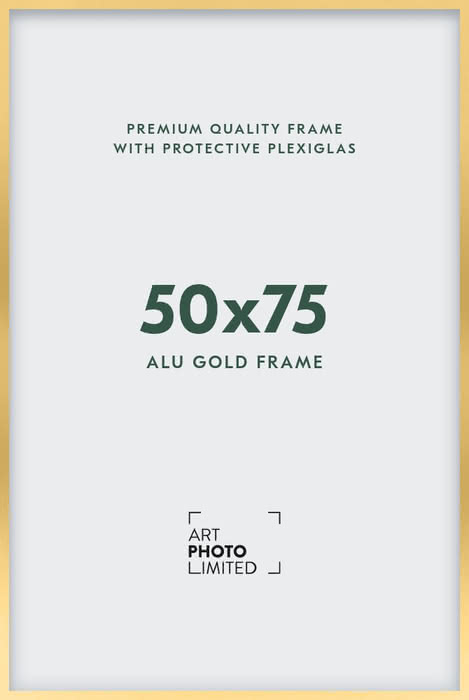 PREMIUM QUALITY FRAME
WITH PROTECTIVE PLEXIGLAS
50x75
ALU GOLD FRAME
ART
PHOTO
LIMITED